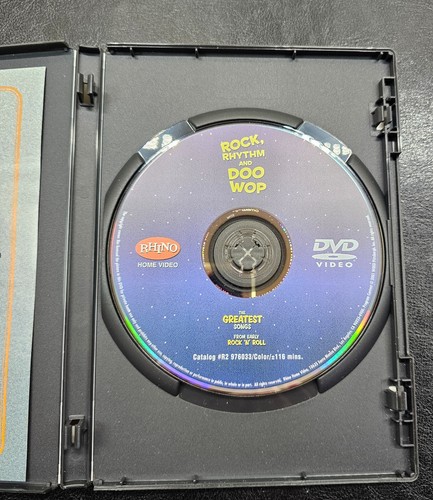 ROCK,
RHYTHM
AND
DOO
WOP
RHINO
HOME VIDEO
DVD
VIDEO
THE
GREATEST
SONGS
FROM EARLY
ROCK 'N' ROLL
Catalog #R2 976033/Color/±116 mins.